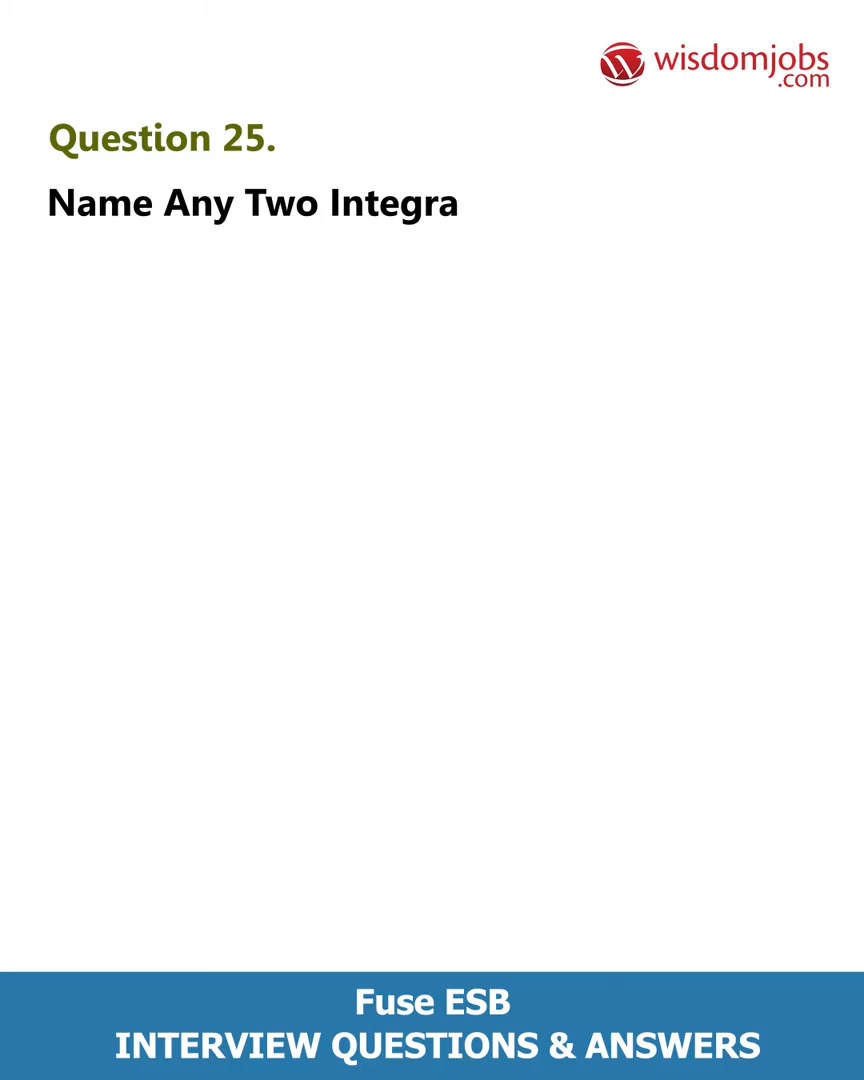 wisdomjobs
.com
Question 25.
Name Any Two Integra
Fuse ESB
INTERVIEW QUESTIONS & ANSWERS